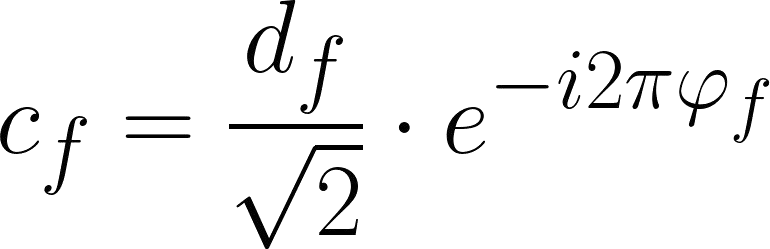 c_f = \frac{d_f}{\sqrt{2}} \cdot e^{-i2\pi\varphi_f}